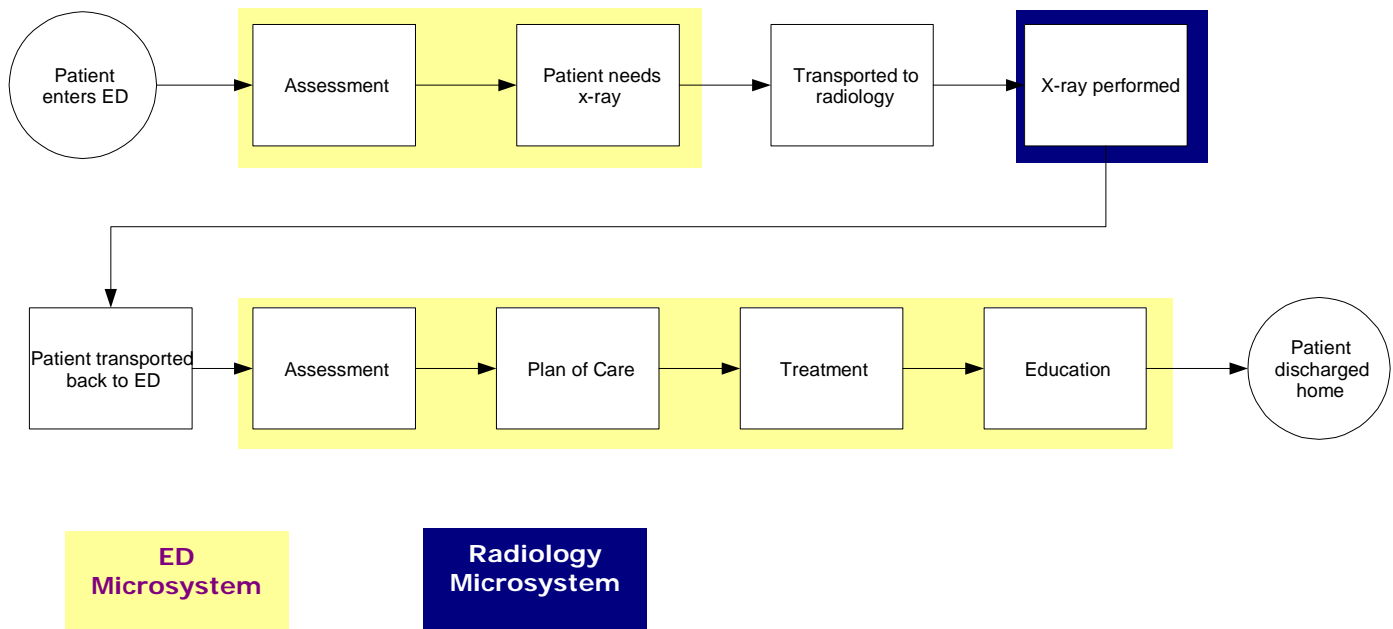 Patient
enters ED
Assessment
Patient needs
x-ray
Transported to
radiology
X-ray performed
Patient transported
back to ED
Assessment
Plan of Care
Treatment
Education
Patient
discharged
home
ED
Microsystem
Radiology
Microsystem